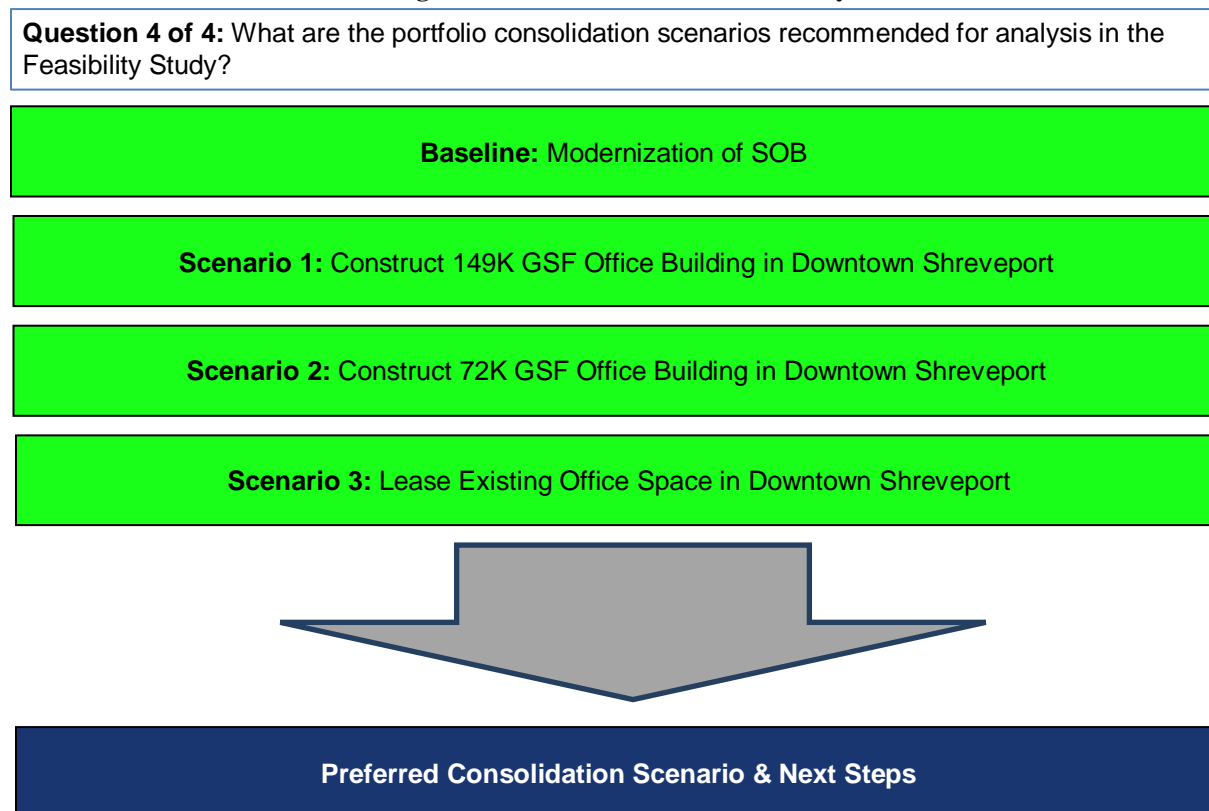 Question 4 of 4: What are the portfolio consolidation scenarios recommended for analysis in the
Feasibility Study?
Baseline: Modernization of SOB
Scenario 1: Construct 149K GSF Office Building in Downtown Shreveport
Scenario 2: Construct 72K GSF Office Building in Downtown Shreveport
Scenario 3: Lease Existing Office Space in Downtown Shreveport
Preferred Consolidation Scenario & Next Steps